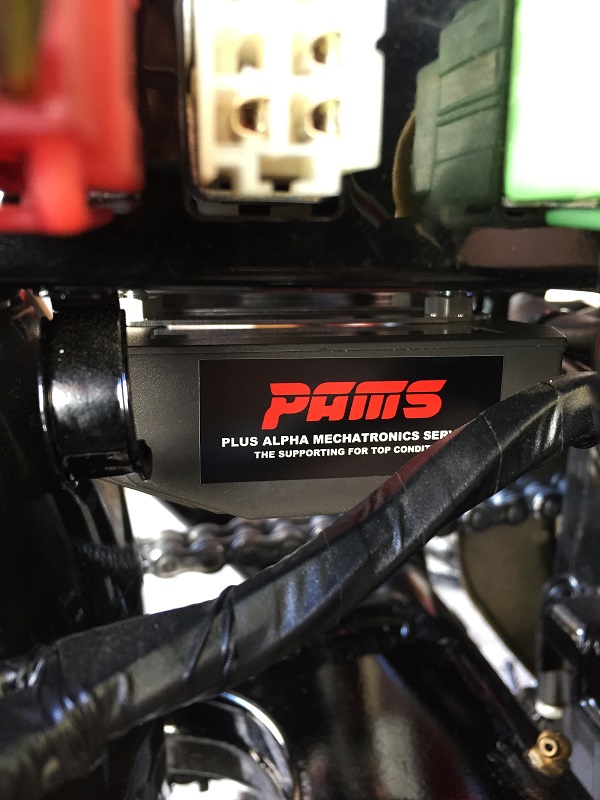 PAMS
PLUS ALPHA MECHATRONICS
THE SUPPORTING FOR TOP